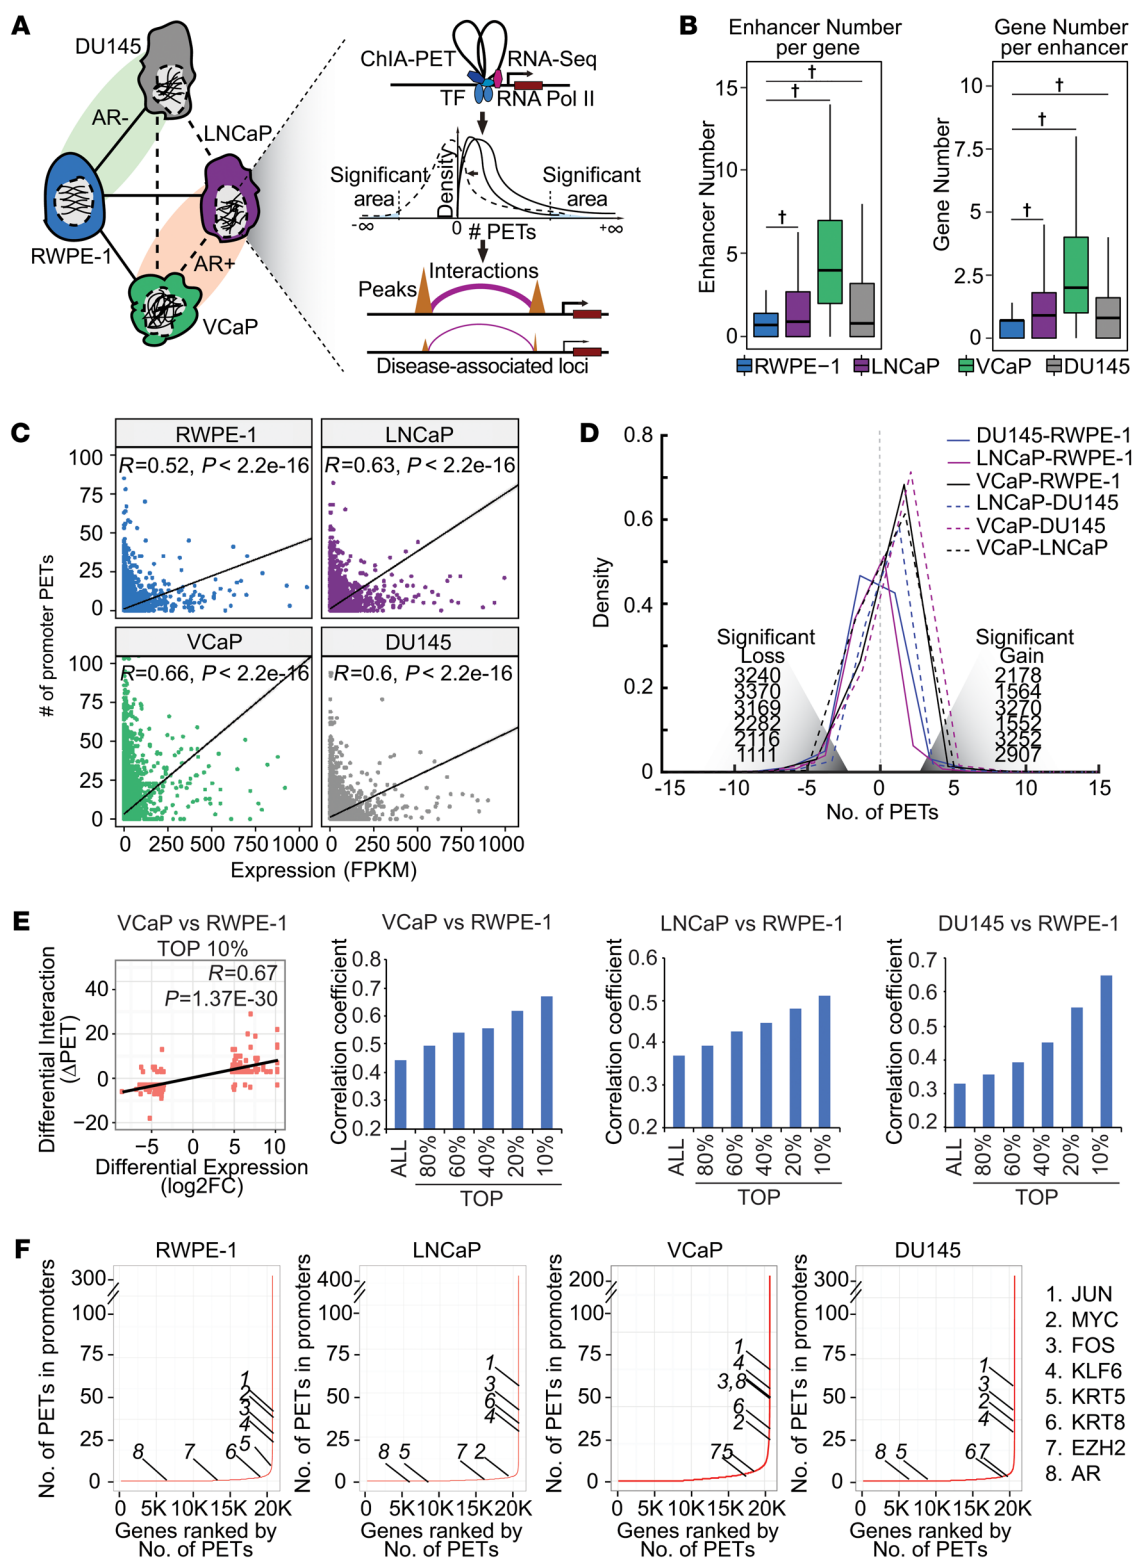 A
DU145
AR-
LNCaP
RWPE-1
AR+
VCaP
ChIA-PET
RNA-Seq
TF
RNA Pol II
Significant
area
Density
Significant
area
-∞
0
# PETs
+∞
Interactions
Peaks
Disease-associated loci
B
Enhancer Number
per gene
Enhancer Number
15
10
5
0
†
†
†
Gene Number
per enhancer
Gene Number
10
7.5
5
2.5
0
†
†
†
RWPE-1
LNCaP
VCaP
DU145
C
# of promoter PETs
RWPE-1
LNCaP
R=0.52, P< 2.2e-16
R=0.63, P< 2.2e-16
100
75
50
25
0
VCaP
DU145
R=0.66, P< 2.2e-16
R=0.6, P< 2.2e-16
100
75
50
25
0
0 250 500 750 1000
0 250 500 750 1000
Expression (FPKM)
D
Density
0.8
0.6
0.4
0.2
0
DU145-RWPE-1
LNCaP-RWPE-1
VCaP-RWPE-1
LNCaP-DU145
VCaP-DU145
VCaP-LNCaP
Significant
Loss
3240
3370
3169
2282
2116
1111
Significant
Gain
2178
1564
3270
1552
3252
2907
-15 -10 -5 0 5 10 15
No. of PETs
E
VCaP vs RWPE-1
TOP 10%
R=0.67
P=1.37E-30
Differential Interaction
(ΔPET)
40
20
0
−20
−5 0 5 10
Differential Expression
(log2FC)
VCaP vs RWPE-1
Correlation coefficient
0.8
0.7
0.6
0.5
0.4
0.3
0.2
ALL 80% 60% 40% 20% 10%
TOP
LNCaP vs RWPE-1
Correlation coefficient
0.6
0.5
0.4
0.3
0.2
ALL 80% 60% 40% 20% 10%
TOP
DU145 vs RWPE-1
Correlation coefficient
0.7
0.6
0.5
0.4
0.3
0.2
ALL 80% 60% 40% 20% 10%
TOP
F
RWPE-1
No. of PETs in promoters
300
100
75
50
25
0
1
2
3
4
5
6
7
8
0 5K 10K 15K 20K
Genes ranked by
No. of PETs
LNCaP
No. of PETs in promoters
400
100
75
50
25
0
1
3
6
4
8 5 7 2
0 5K 10K 15K 20K
Genes ranked by
No. of PETs
VCaP
No. of PETs in promoters
200
100
75
50
25
0
1
4
3,8
6
2
7 5
0 5K 10K 15K 20K
Genes ranked by
No. of PETs
DU145
No. of PETs in promoters
300
100
75
50
25
0
1
3
2
4
8 5 6 7
0 5K 10K 15K 20K
Genes ranked by
No. of PETs
1. JUN
2. MYC
3. FOS
4. KLF6
5. KRT5
6. KRT8
7. EZH2
8. AR